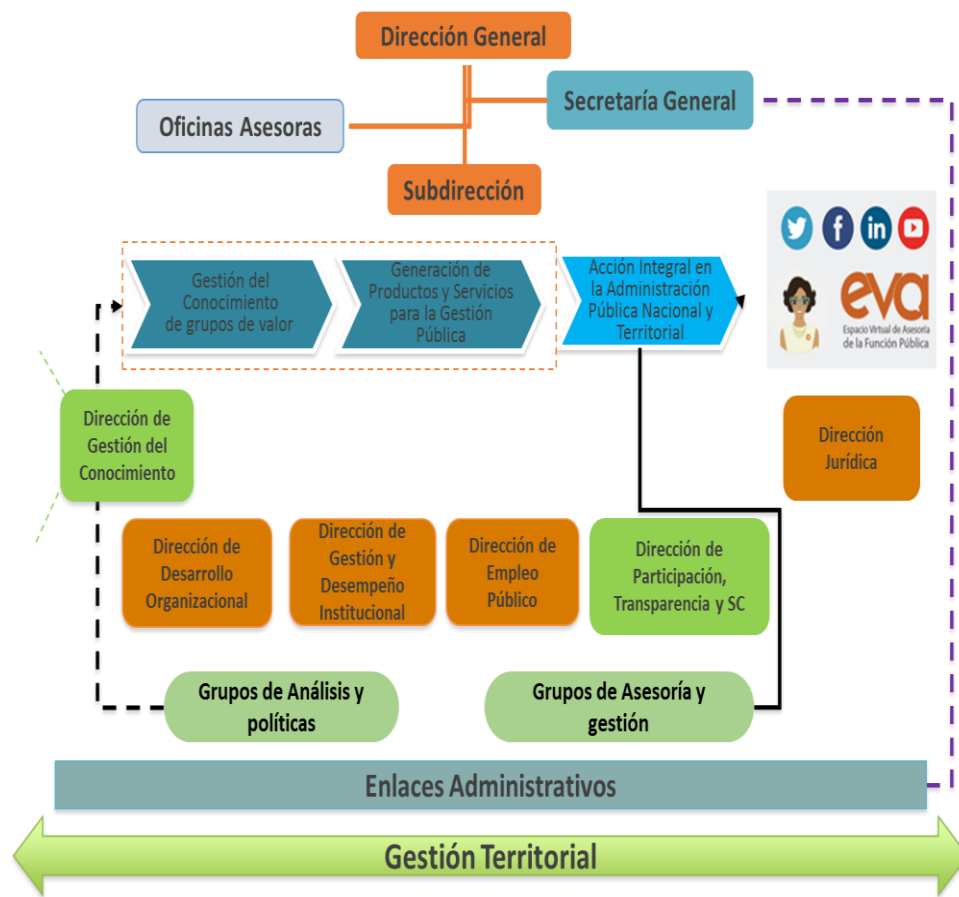 Dirección General
Secretaría General
Oficinas Asesoras
Subdirección
Gestión del
Conocimiento
de grupos de valor
Generación de
Productos y Servicios
para la Gestión
Pública
Acción Integral en
la Administración
Pública Nacional y
Territorial
eva
Espacio Virtual de Asesoría
de la Función Pública
Dirección de
Gestión del
Conocimiento
Dirección
Jurídica
Dirección de
Desarrollo
Organizacional
Dirección de
Gestión y
Desempeño
Institucional
Dirección de
Empleo
Público
Dirección de
Participación,
Transparencia y SC
Grupos de Análisis y
políticas
Grupos de Asesoría y
gestión
Enlaces Administrativos
Gestión Territorial